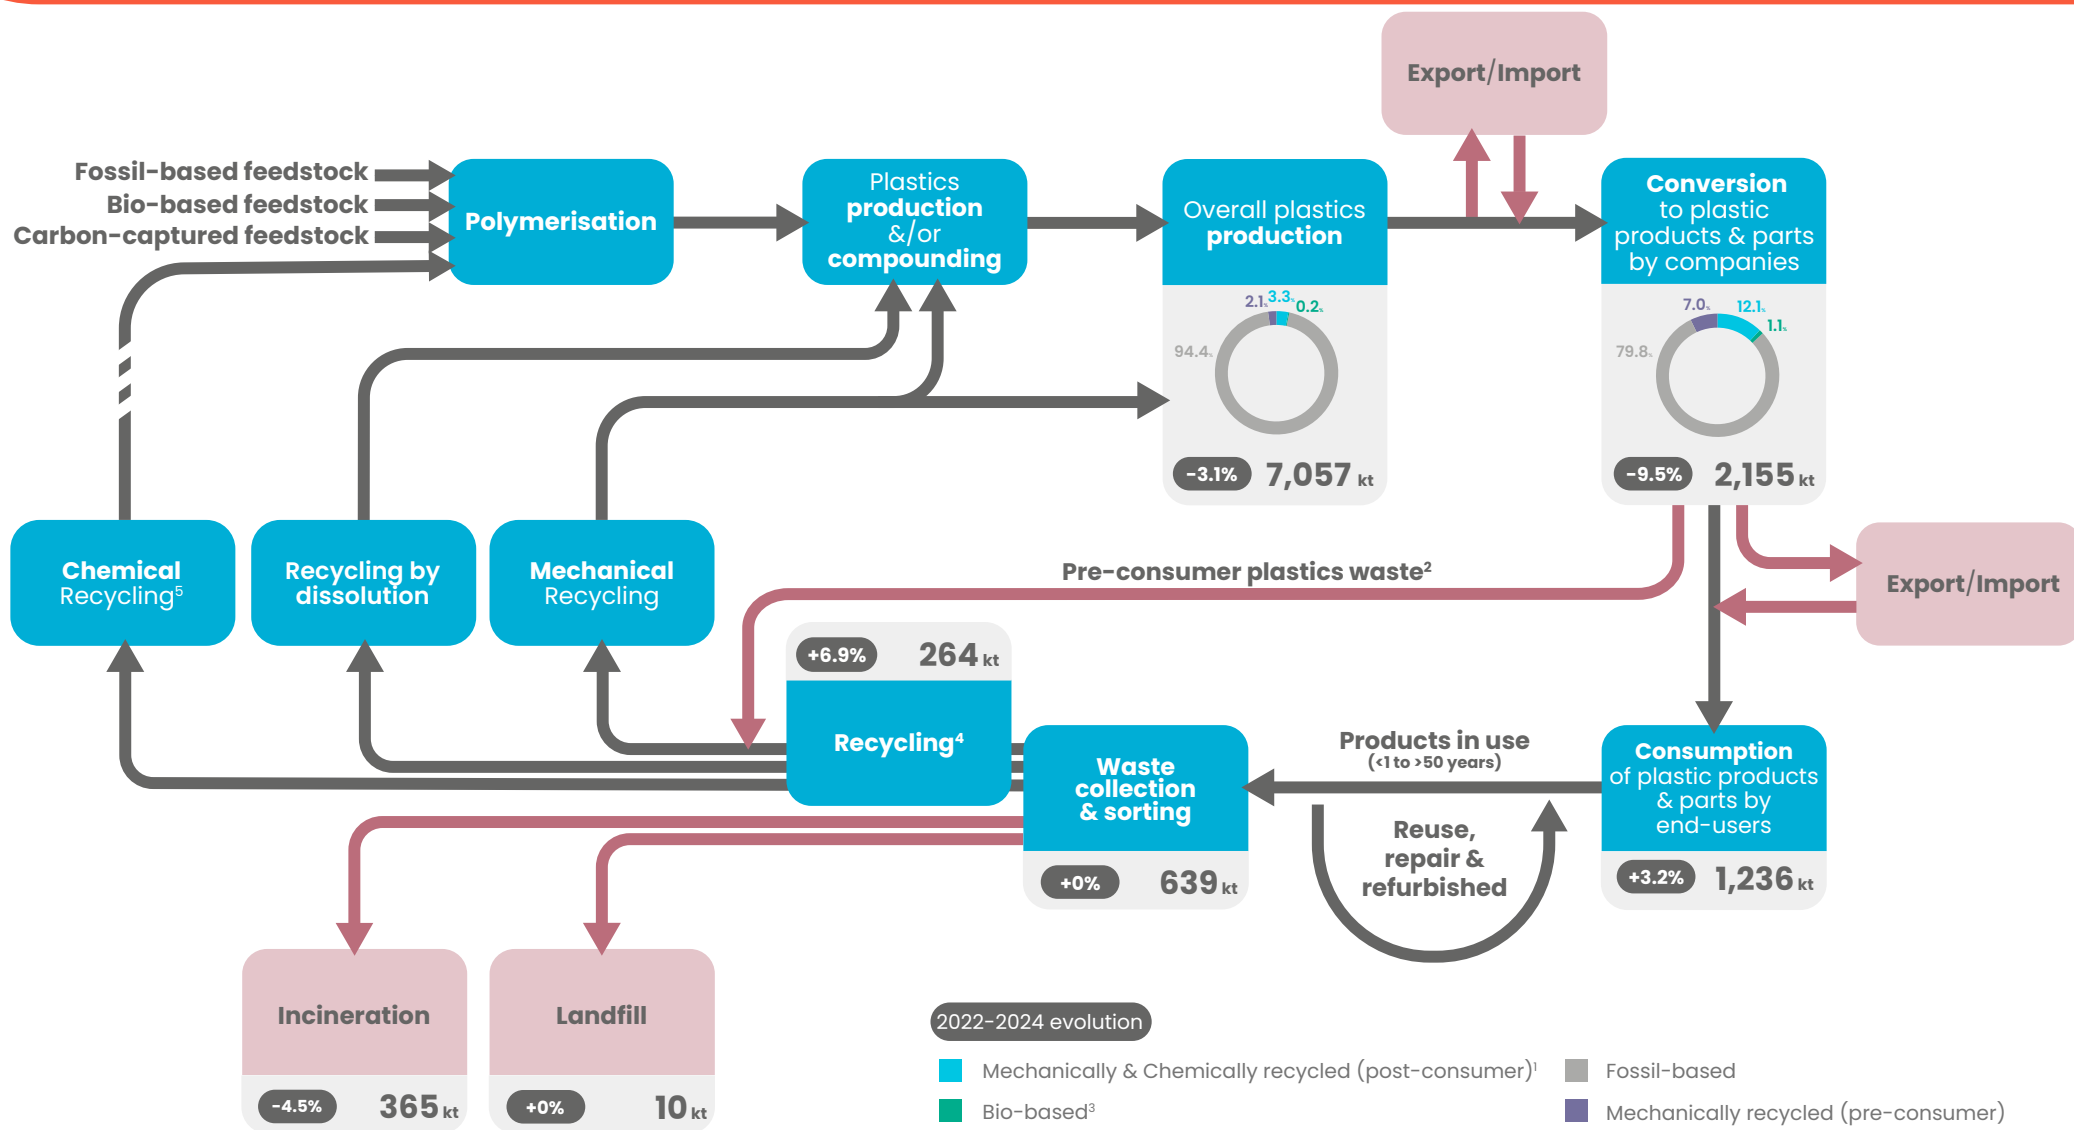 Export/Import
Fossil-based feedstock
Bio-based feedstock
Carbon-captured feedstock
Polymerisation
Plastics
production
&/or
compounding
Overall plastics
production
2.1%
3.3%
0.2%
94.4%
-3.1%
7,057 kt
Conversion
to plastic
products & parts
by companies
7.0%
12.1%
1.1%
79.8%
-9.5%
2,155 kt
Chemical
Recycling⁵
Recycling by
dissolution
Mechanical
Recycling
Pre-consumer plastics waste²
Export/Import
+6.9%
264 kt
Recycling⁴
Waste
collection
& sorting
+0%
639 kt
Products in use
(<1 to >50 years)
Reuse,
repair &
refurbished
Consumption
of plastic products
& parts by
end-users
+3.2%
1,236 kt
Incineration
-4.5%
365 kt
Landfill
+0%
10 kt
2022-2024 evolution
Mechanically & Chemically recycled (post-consumer)¹
Fossil-based
Bio-based³
Mechanically recycled (pre-consumer)